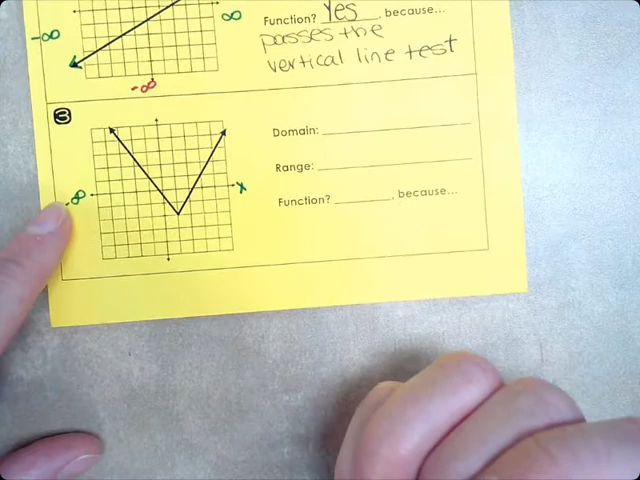 Function? Yes, because...
-∞ ∞ passes the
vertical line test
-∞
3
Domain:
Range:
-∞ x
Function? , because...